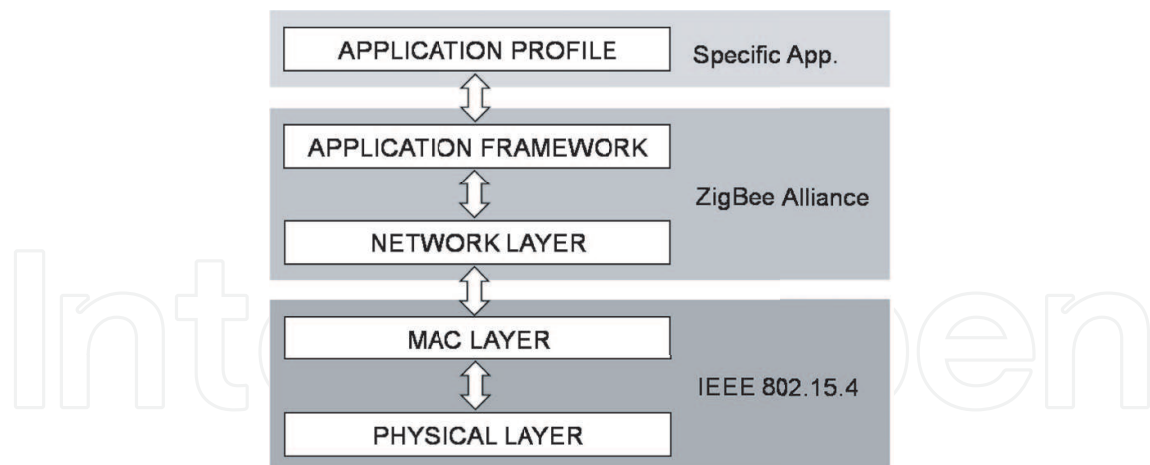 APPLICATION PROFILE
Specific App.
APPLICATION FRAMEWORK
ZigBee Alliance
NETWORK LAYER
MAC LAYER
IEEE 802.15.4
PHYSICAL LAYER